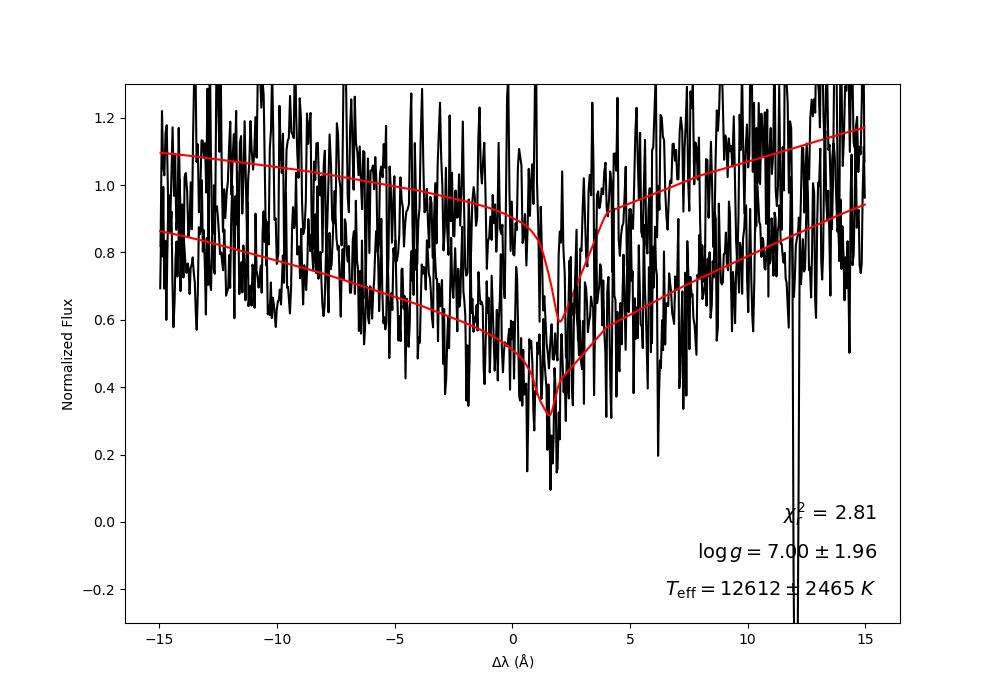 1.2
1.0
0.8
0.6
0.4
0.2
0.0
−0.2
Normalized Flux
χ²ᵣ = 2.81
log g = 7.00 ± 1.96
T_eff = 12612 ± 2465 K
−15 −10 −5 0 5 10 15
Δλ (Å)